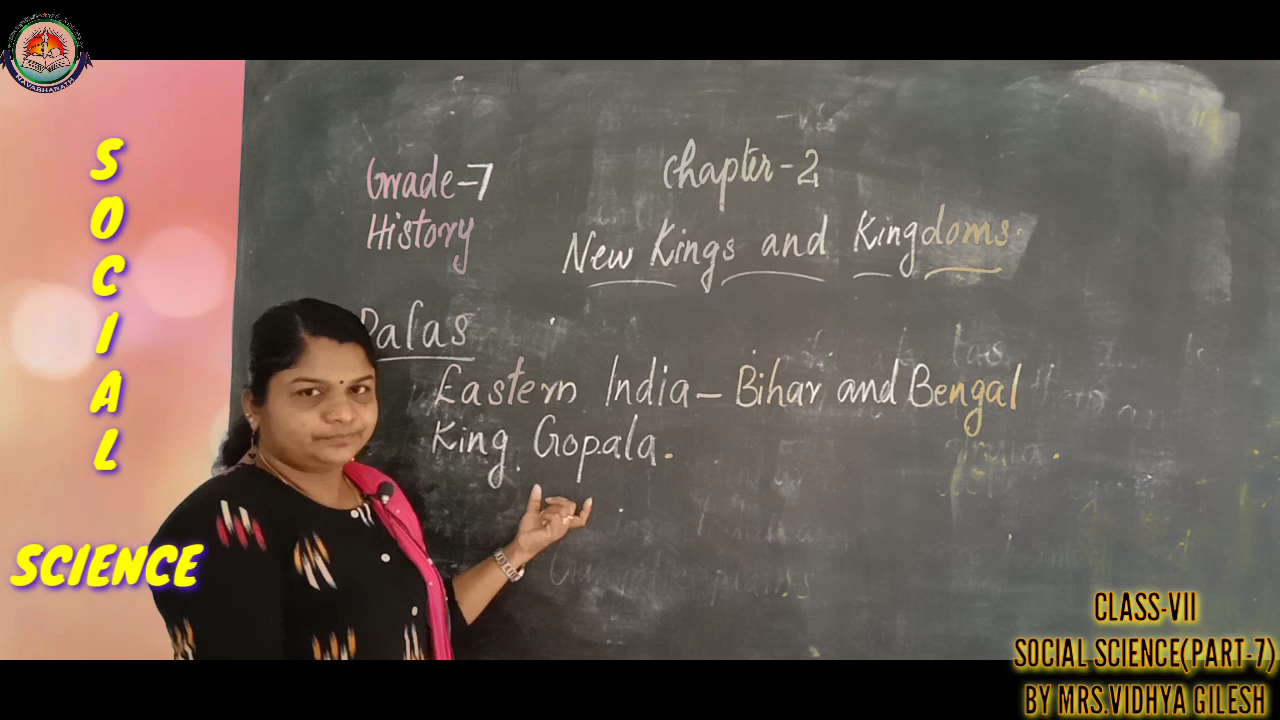 NAVABHARATH
SOCIAL
SCIENCE
Grade-7
History
Chapter-2
New Kings and Kingdoms.
Palas
Eastern India - Bihar and Bengal
King Gopala.
CLASS-VII
SOCIAL SCIENCE(PART-7)
BY MRS.VIDHYA GILESH